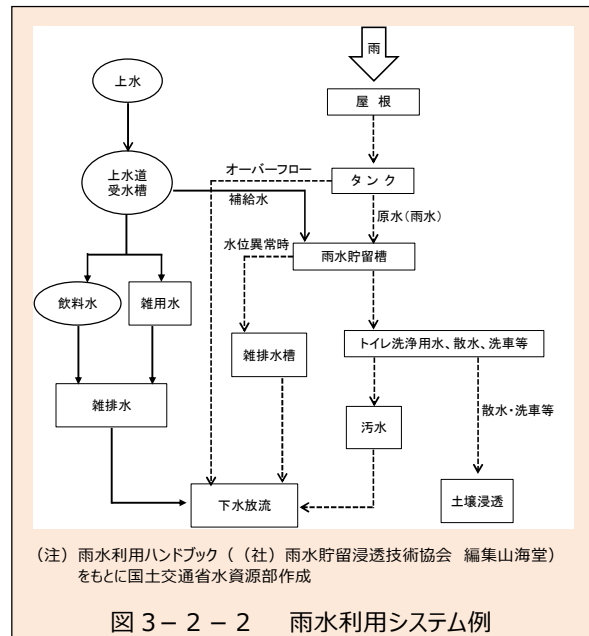 雨
上水
屋 根
オーバーフロー
タ ン ク
上水道
受水槽
補給水
原水(雨水)
水位異常時
雨水貯留槽
飲料水
雑用水
雑排水槽
トイレ洗浄用水、散水、洗車等
雑排水
汚水
散水・洗車等
下水放流
土壌浸透
(注)雨水利用ハンドブック((社)雨水貯留浸透技術協会 編集山海堂)
をもとに国土交通省水資源部作成
図3-2-2 雨水利用システム例